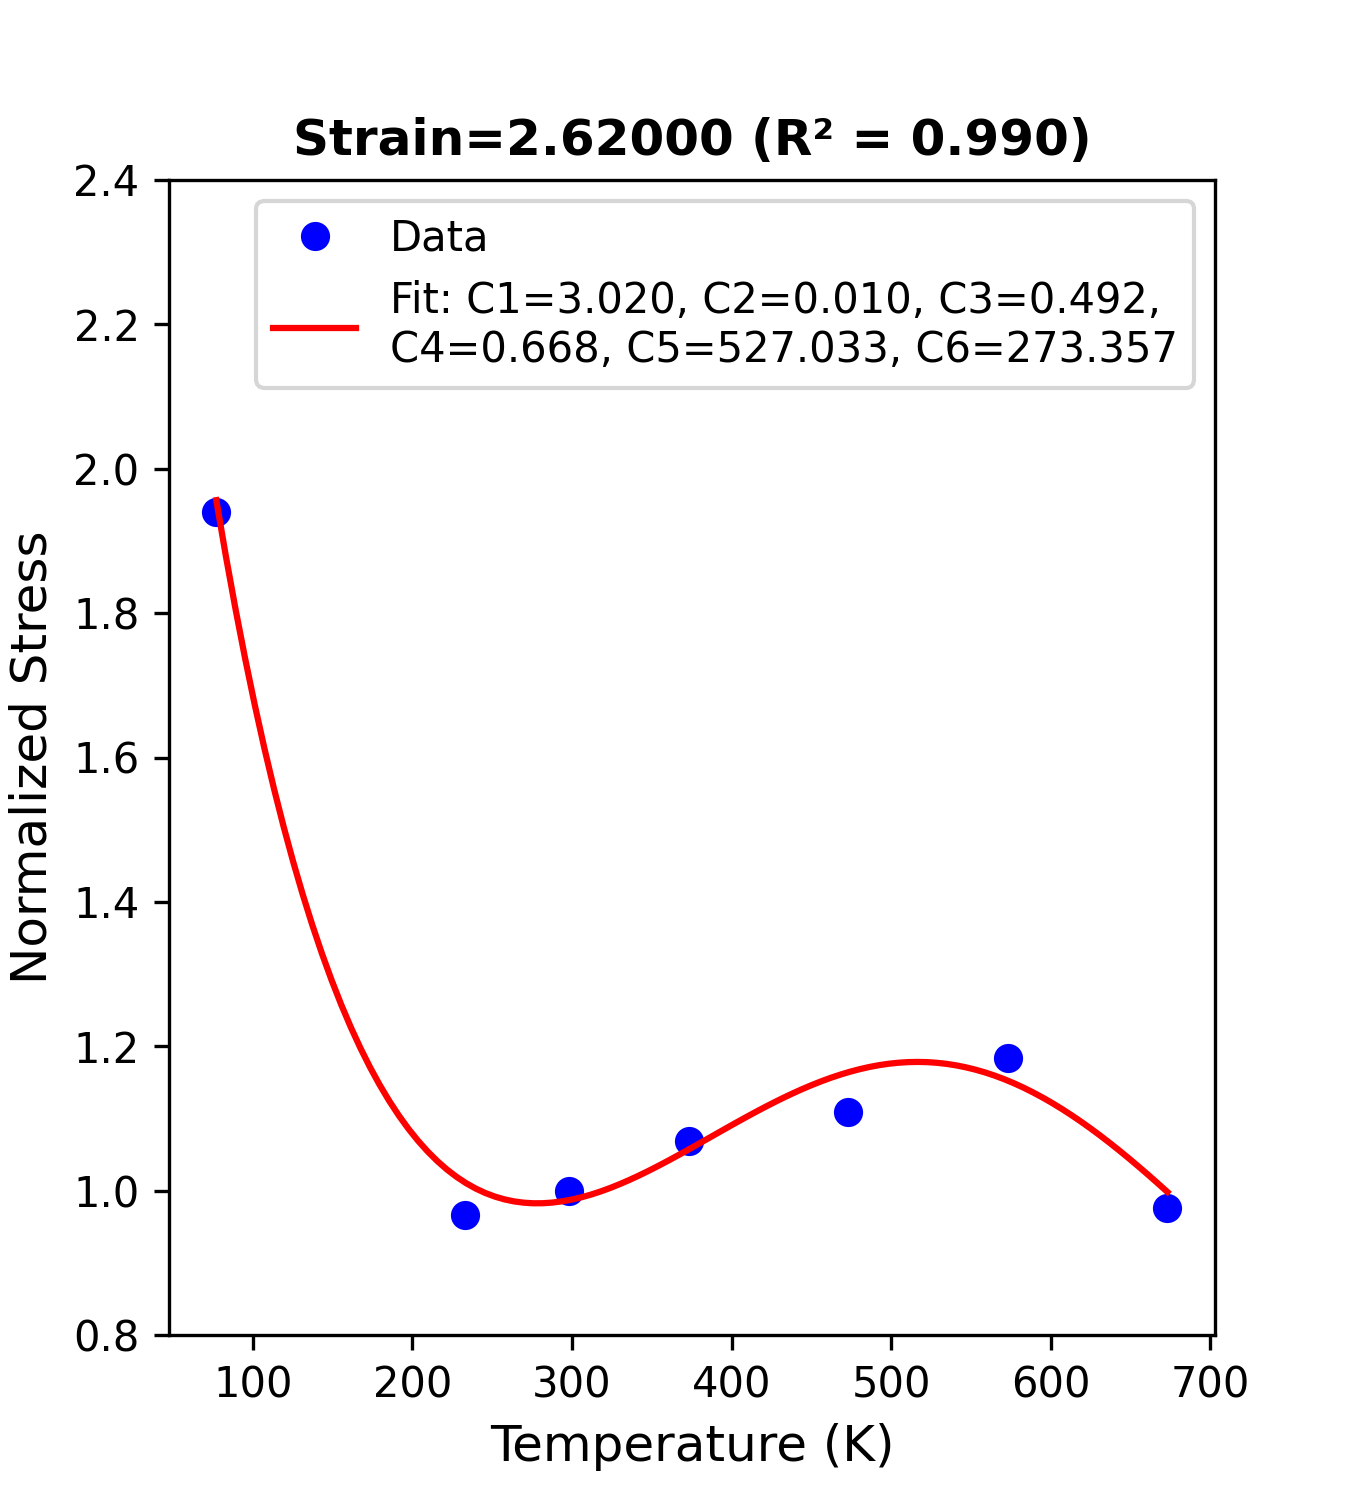 Strain=2.62000 (R² = 0.990)
2.4
2.2
2.0
1.8
1.6
1.4
1.2
1.0
0.8
Data
Fit: C1=3.020, C2=0.010, C3=0.492,
C4=0.668, C5=527.033, C6=273.357
Normalized Stress
100 200 300 400 500 600 700
Temperature (K)